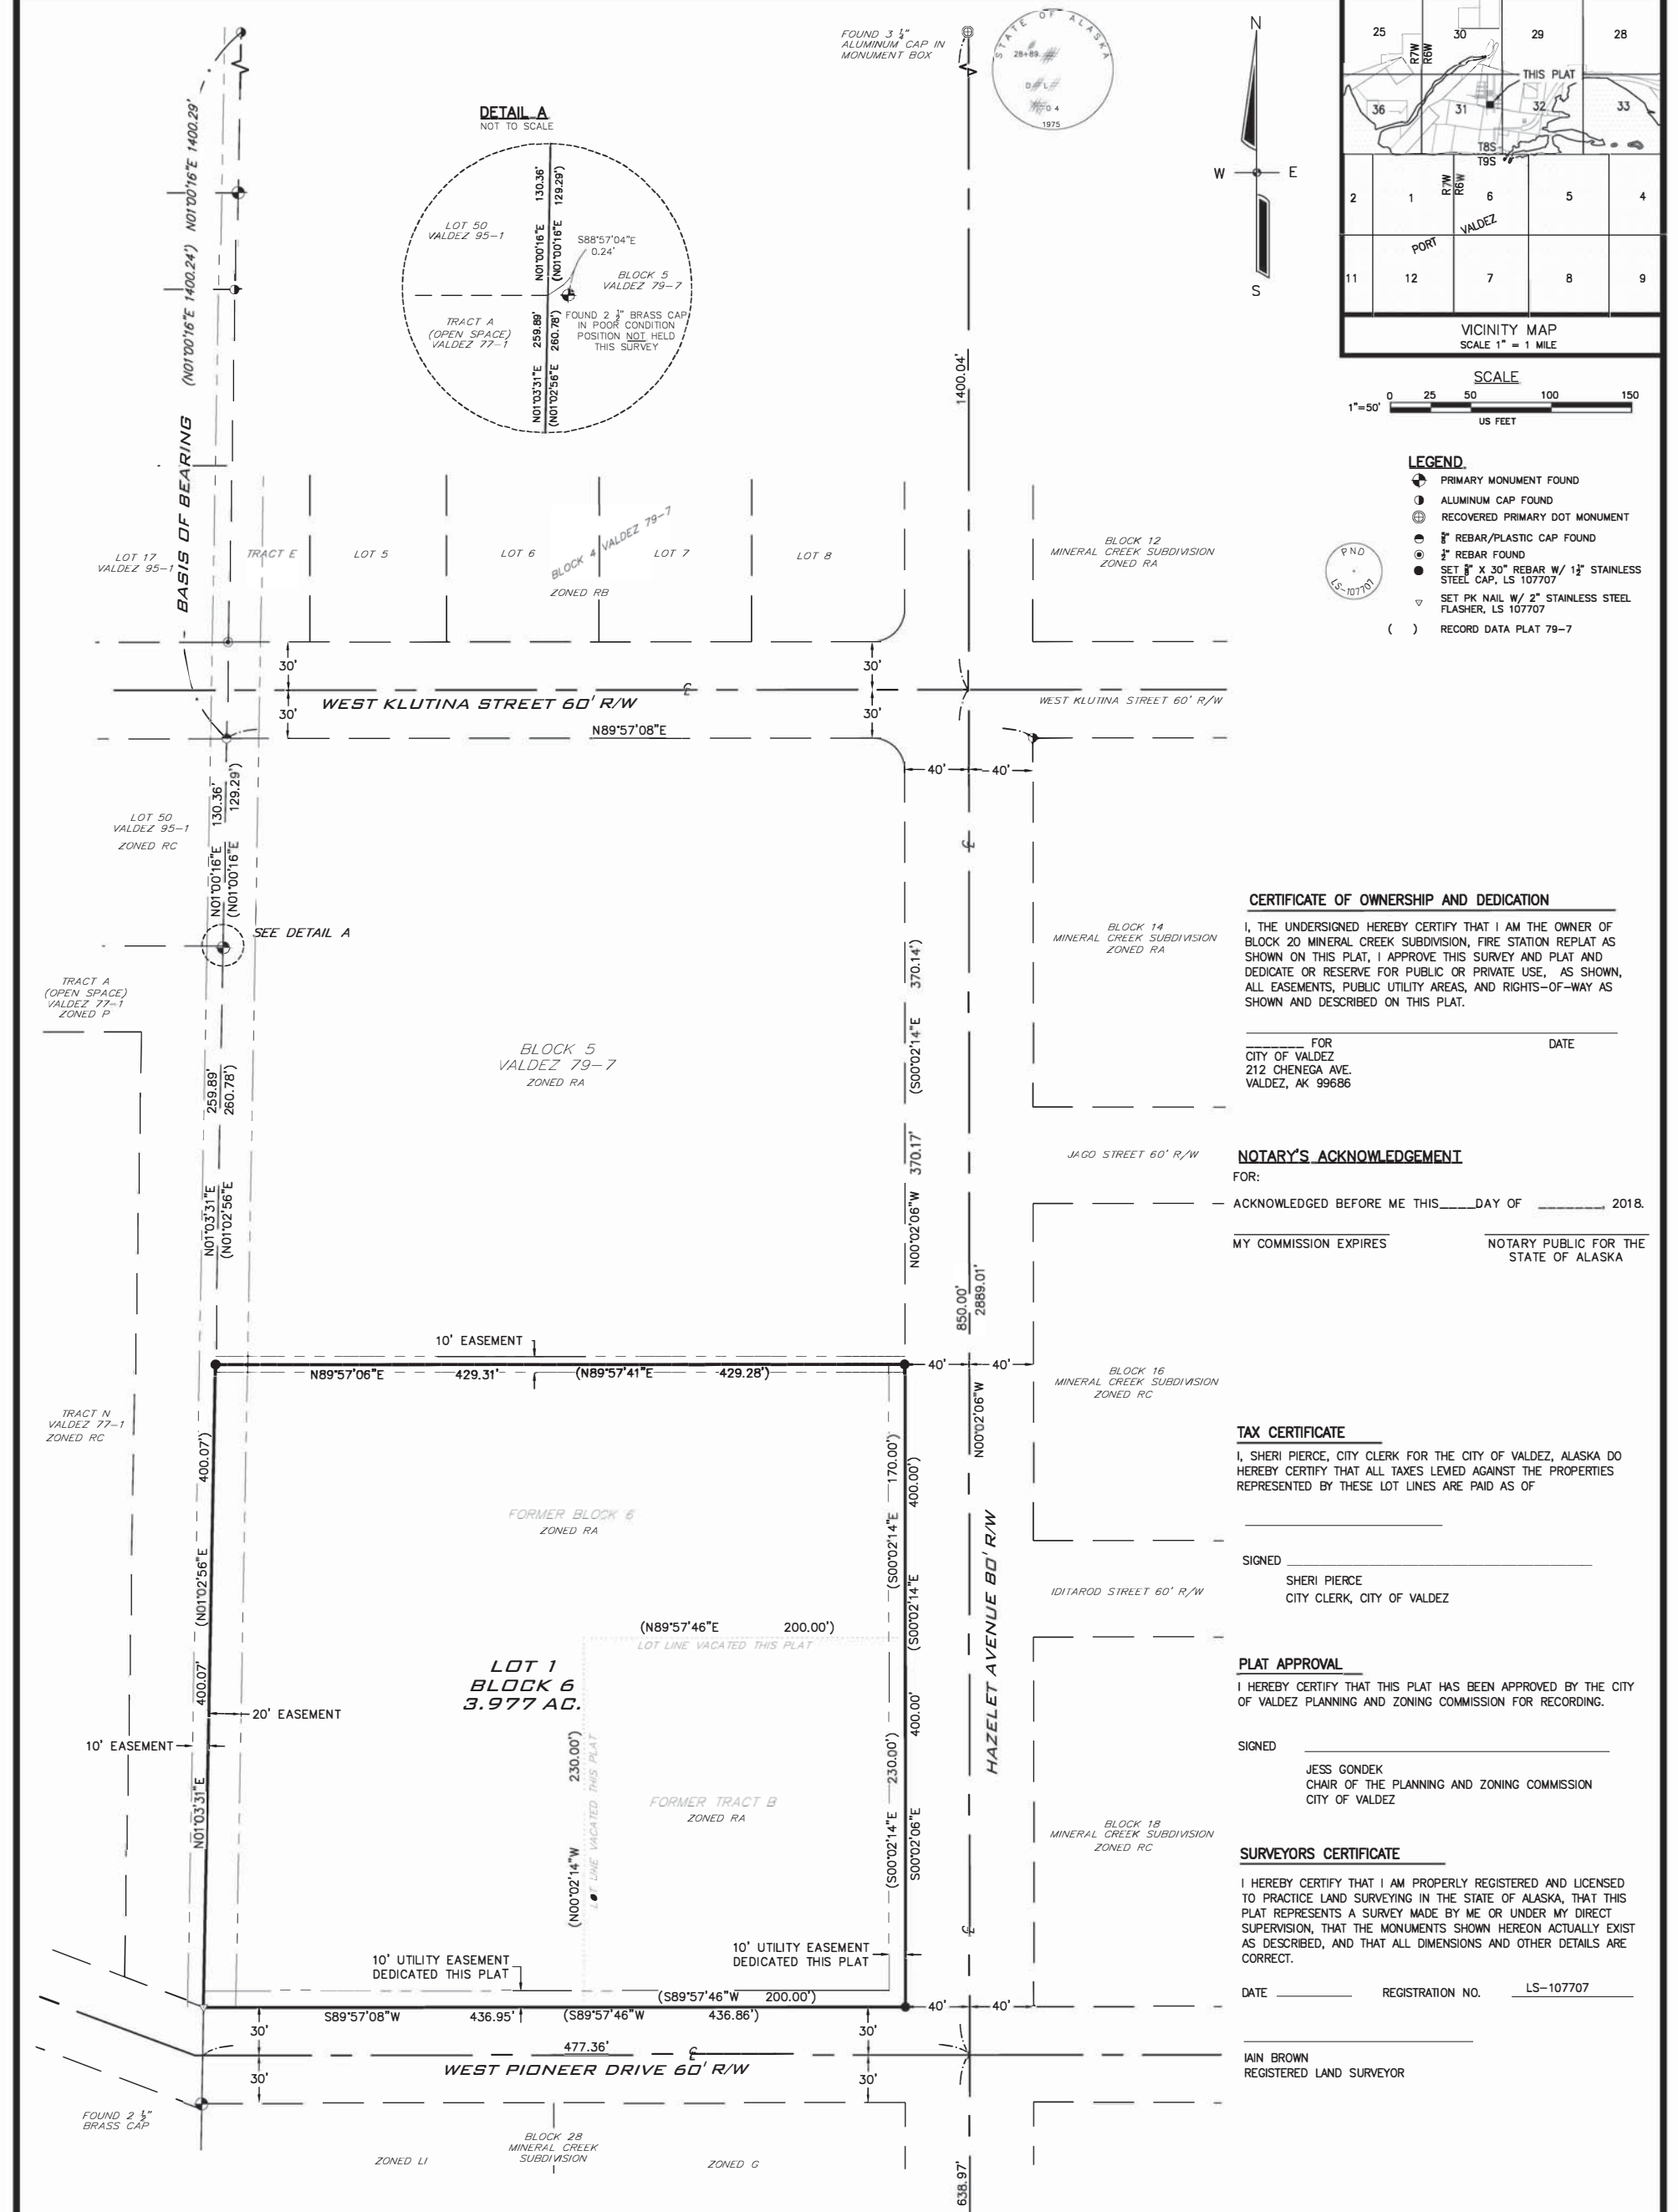 FOUND 3 ¼"
ALUMINUM CAP IN
MONUMENT BOX
STATE OF ALASKA
1975
N
W
E
S
25
30
29
28
R7W
R6W
THIS PLAT
36
31
32
33
T8S
T9S
2
1
R7W
R6W
6
5
4
PORT VALDEZ
11
12
7
8
9
VICINITY MAP
SCALE 1" = 1 MILE
SCALE
0 25 50 100 150
1"=50'
US FEET
LEGEND
PRIMARY MONUMENT FOUND
ALUMINUM CAP FOUND
RECOVERED PRIMARY DOT MONUMENT
⅝" REBAR/PLASTIC CAP FOUND
½" REBAR FOUND
SET ⅝" X 30" REBAR W/ 1½" STAINLESS
STEEL CAP, LS 107707
SET PK NAIL W/ 2" STAINLESS STEEL
FLASHER, LS 107707
( ) RECORD DATA PLAT 79-7
PND
LS-107707
DETAIL A
NOT TO SCALE
LOT 50
VALDEZ 95-1
N01°00'16"E 130.36'
(N01°00'16"E 129.29')
S88°57'04"E
0.24'
BLOCK 5
VALDEZ 79-7
TRACT A
(OPEN SPACE)
VALDEZ 77-1
FOUND 2 ½" BRASS CAP
IN POOR CONDITION
POSITION NOT HELD
THIS SURVEY
N01°03'31"E 259.89'
(N01°02'56"E 260.78')
BASIS OF BEARING (N01°00'16"E 1400.24') N01°00'16"E 1400.29'
1400.04'
LOT 17
VALDEZ 95-1
TRACT E
LOT 5
LOT 6
BLOCK 4 VALDEZ 79-7
LOT 7
LOT 8
ZONED RB
BLOCK 12
MINERAL CREEK SUBDIVISION
ZONED RA
30'
30'
WEST KLUTINA STREET 60' R/W
℄
WEST KLUTINA STREET 60' R/W
30'
30'
N89°57'08"E
40'
40'
LOT 50
VALDEZ 95-1
ZONED RC
N01°00'16"E 130.36'
(N01°00'16"E 129.29')
℄
SEE DETAIL A
BLOCK 14
MINERAL CREEK SUBDIVISION
ZONED RA
TRACT A
(OPEN SPACE)
VALDEZ 77-1
ZONED P
BLOCK 5
VALDEZ 79-7
ZONED RA
N01°03'31"E 259.89'
(N01°02'56"E 260.78')
N00°02'06"W 370.17' (S00°02'14"E 370.14')
JAGO STREET 60' R/W
850.00'
2889.01'
10' EASEMENT
N89°57'06"E 429.31' (N89°57'41"E 429.28')
40'
40'
N00°02'06"W
BLOCK 16
MINERAL CREEK SUBDIVISION
ZONED RC
TRACT N
VALDEZ 77-1
ZONED RC
N01°03'31"E 400.07' (N01°02'56"E 400.07')
FORMER BLOCK 6
ZONED RA
(S00°02'14"E 170.00')
(S00°02'14"E 400.00')
HAZELET AVENUE 80' R/W
IDITAROD STREET 60' R/W
(N89°57'46"E 200.00')
LOT LINE VACATED THIS PLAT
LOT 1
BLOCK 6
3.977 AC.
20' EASEMENT
10' EASEMENT
(N00°02'14"W 230.00')
LOT LINE VACATED THIS PLAT
FORMER TRACT B
ZONED RA
(S00°02'14"E 230.00')
S00°02'06"E 400.00'
BLOCK 18
MINERAL CREEK SUBDIVISION
ZONED RC
℄
10' UTILITY EASEMENT
DEDICATED THIS PLAT
10' UTILITY EASEMENT
DEDICATED THIS PLAT
(S89°57'46"W 200.00')
S89°57'08"W 436.95' (S89°57'46"W 436.86')
40'
40'
30'
30'
477.36'
℄
WEST PIONEER DRIVE 60' R/W
30'
30'
FOUND 2 ½"
BRASS CAP
BLOCK 28
MINERAL CREEK
SUBDIVISION
ZONED LI
ZONED G
638.97'
CERTIFICATE OF OWNERSHIP AND DEDICATION
I, THE UNDERSIGNED HEREBY CERTIFY THAT I AM THE OWNER OF
BLOCK 20 MINERAL CREEK SUBDIVISION, FIRE STATION REPLAT AS
SHOWN ON THIS PLAT, I APPROVE THIS SURVEY AND PLAT AND
DEDICATE OR RESERVE FOR PUBLIC OR PRIVATE USE, AS SHOWN,
ALL EASEMENTS, PUBLIC UTILITY AREAS, AND RIGHTS-OF-WAY AS
SHOWN AND DESCRIBED ON THIS PLAT.
FOR DATE
CITY OF VALDEZ
212 CHENEGA AVE.
VALDEZ, AK 99686
NOTARY'S ACKNOWLEDGEMENT
FOR:
ACKNOWLEDGED BEFORE ME THIS____DAY OF _______, 2018.
MY COMMISSION EXPIRES
NOTARY PUBLIC FOR THE
STATE OF ALASKA
TAX CERTIFICATE
I, SHERI PIERCE, CITY CLERK FOR THE CITY OF VALDEZ, ALASKA DO
HEREBY CERTIFY THAT ALL TAXES LEVIED AGAINST THE PROPERTIES
REPRESENTED BY THESE LOT LINES ARE PAID AS OF
SIGNED
SHERI PIERCE
CITY CLERK, CITY OF VALDEZ
PLAT APPROVAL
I HEREBY CERTIFY THAT THIS PLAT HAS BEEN APPROVED BY THE CITY
OF VALDEZ PLANNING AND ZONING COMMISSION FOR RECORDING.
SIGNED
JESS GONDEK
CHAIR OF THE PLANNING AND ZONING COMMISSION
CITY OF VALDEZ
SURVEYORS CERTIFICATE
I HEREBY CERTIFY THAT I AM PROPERLY REGISTERED AND LICENSED
TO PRACTICE LAND SURVEYING IN THE STATE OF ALASKA, THAT THIS
PLAT REPRESENTS A SURVEY MADE BY ME OR UNDER MY DIRECT
SUPERVISION, THAT THE MONUMENTS SHOWN HEREON ACTUALLY EXIST
AS DESCRIBED, AND THAT ALL DIMENSIONS AND OTHER DETAILS ARE
CORRECT.
DATE REGISTRATION NO. LS-107707
IAIN BROWN
REGISTERED LAND SURVEYOR